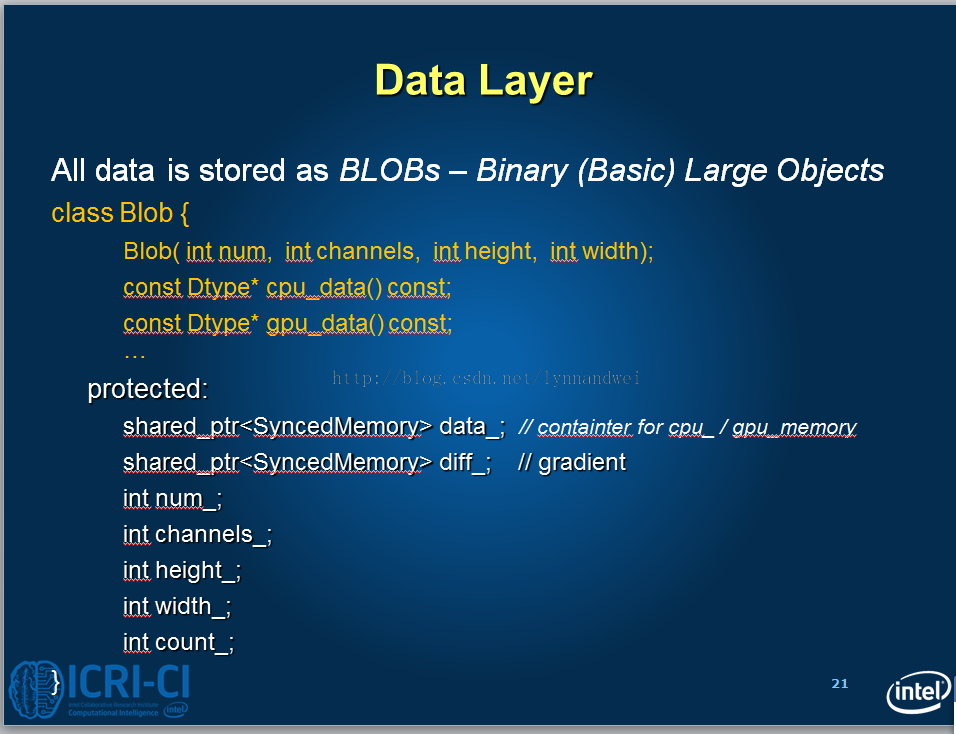 Data Layer
All data is stored as BLOBs – Binary (Basic) Large Objects
class Blob {
Blob( int num, int channels, int height, int width);
const Dtype* cpu_data() const;
const Dtype* gpu_data() const;
…
http://blog.csdn.net/lynnandwei
protected:
shared_ptr<SyncedMemory> data_; // containter for cpu_ / gpu_memory
shared_ptr<SyncedMemory> diff_; // gradient
int num_;
int channels_;
int height_;
int width_;
int count_;
}
ICRI-CI
Intel Collaborative Research Institute
Computational Intelligence
intel
21
intel